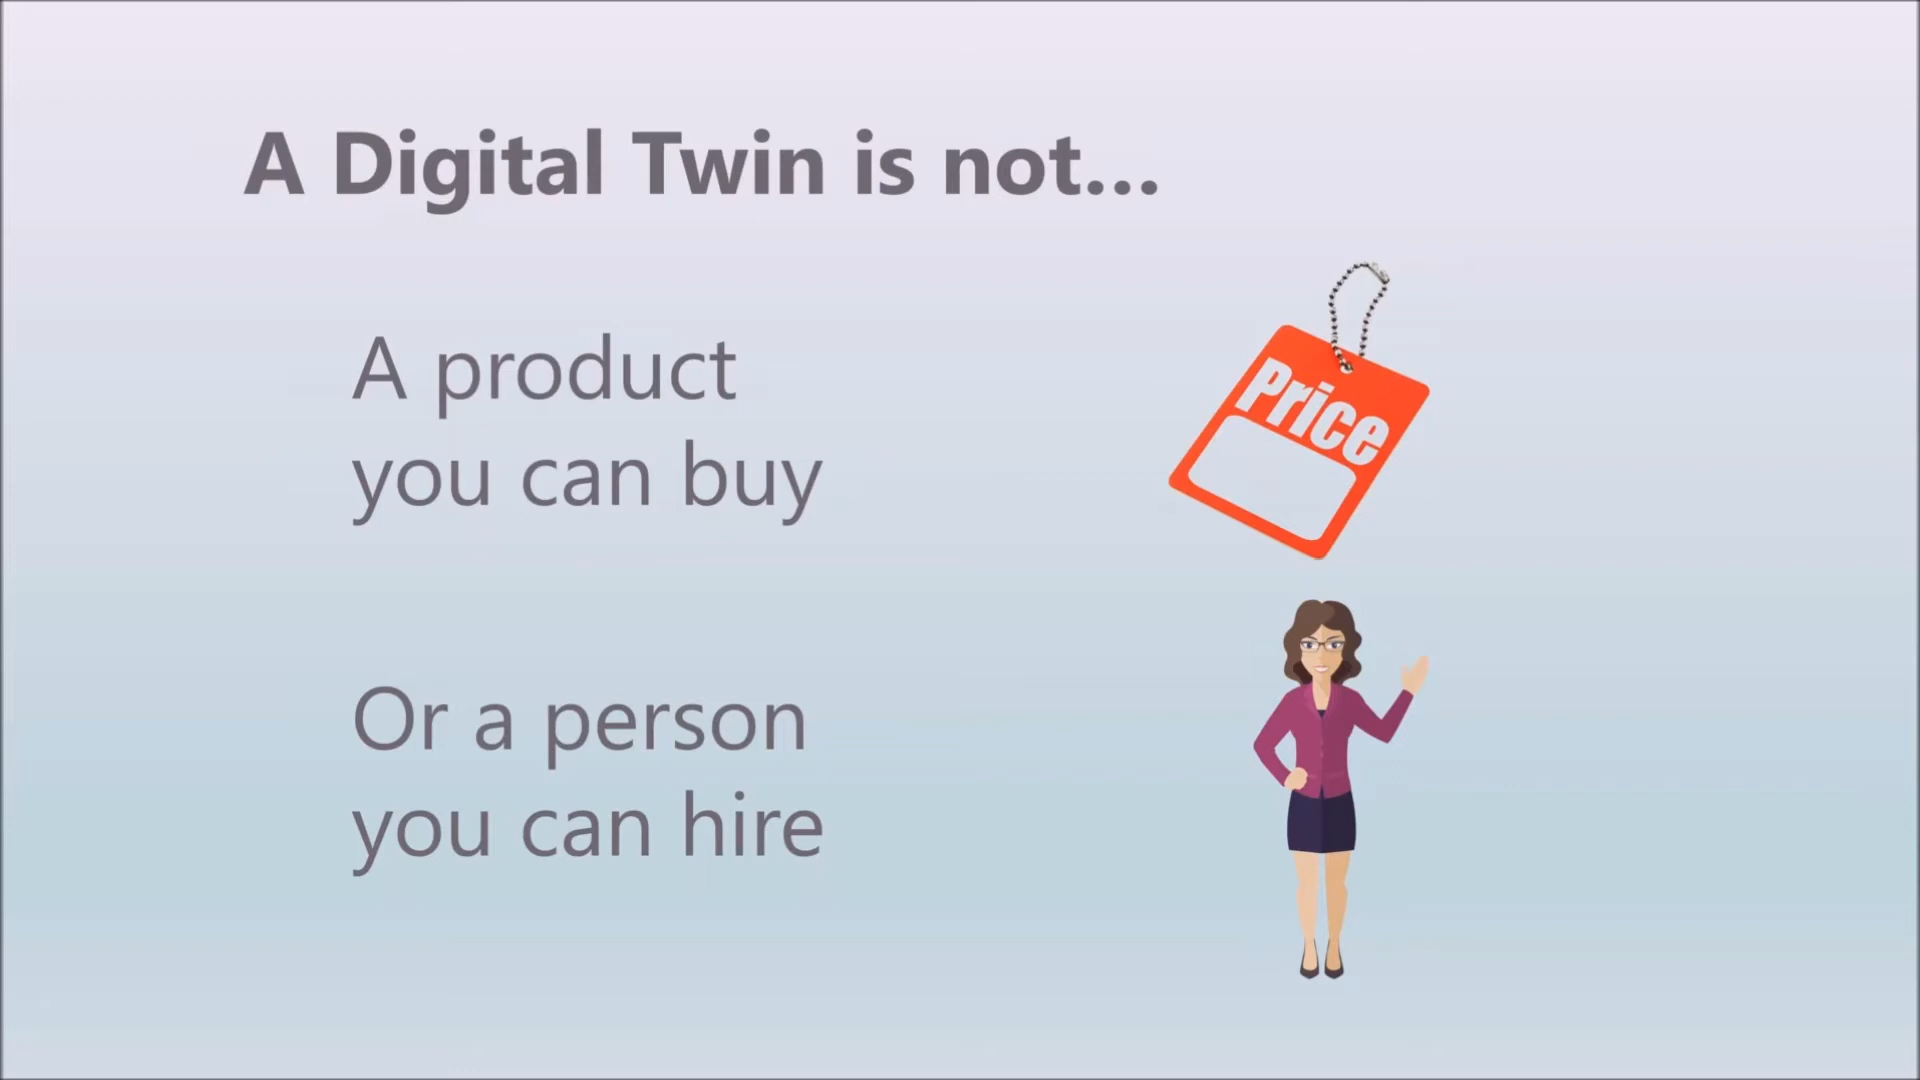 A Digital Twin is not...
A product
you can buy
Price
Or a person
you can hire